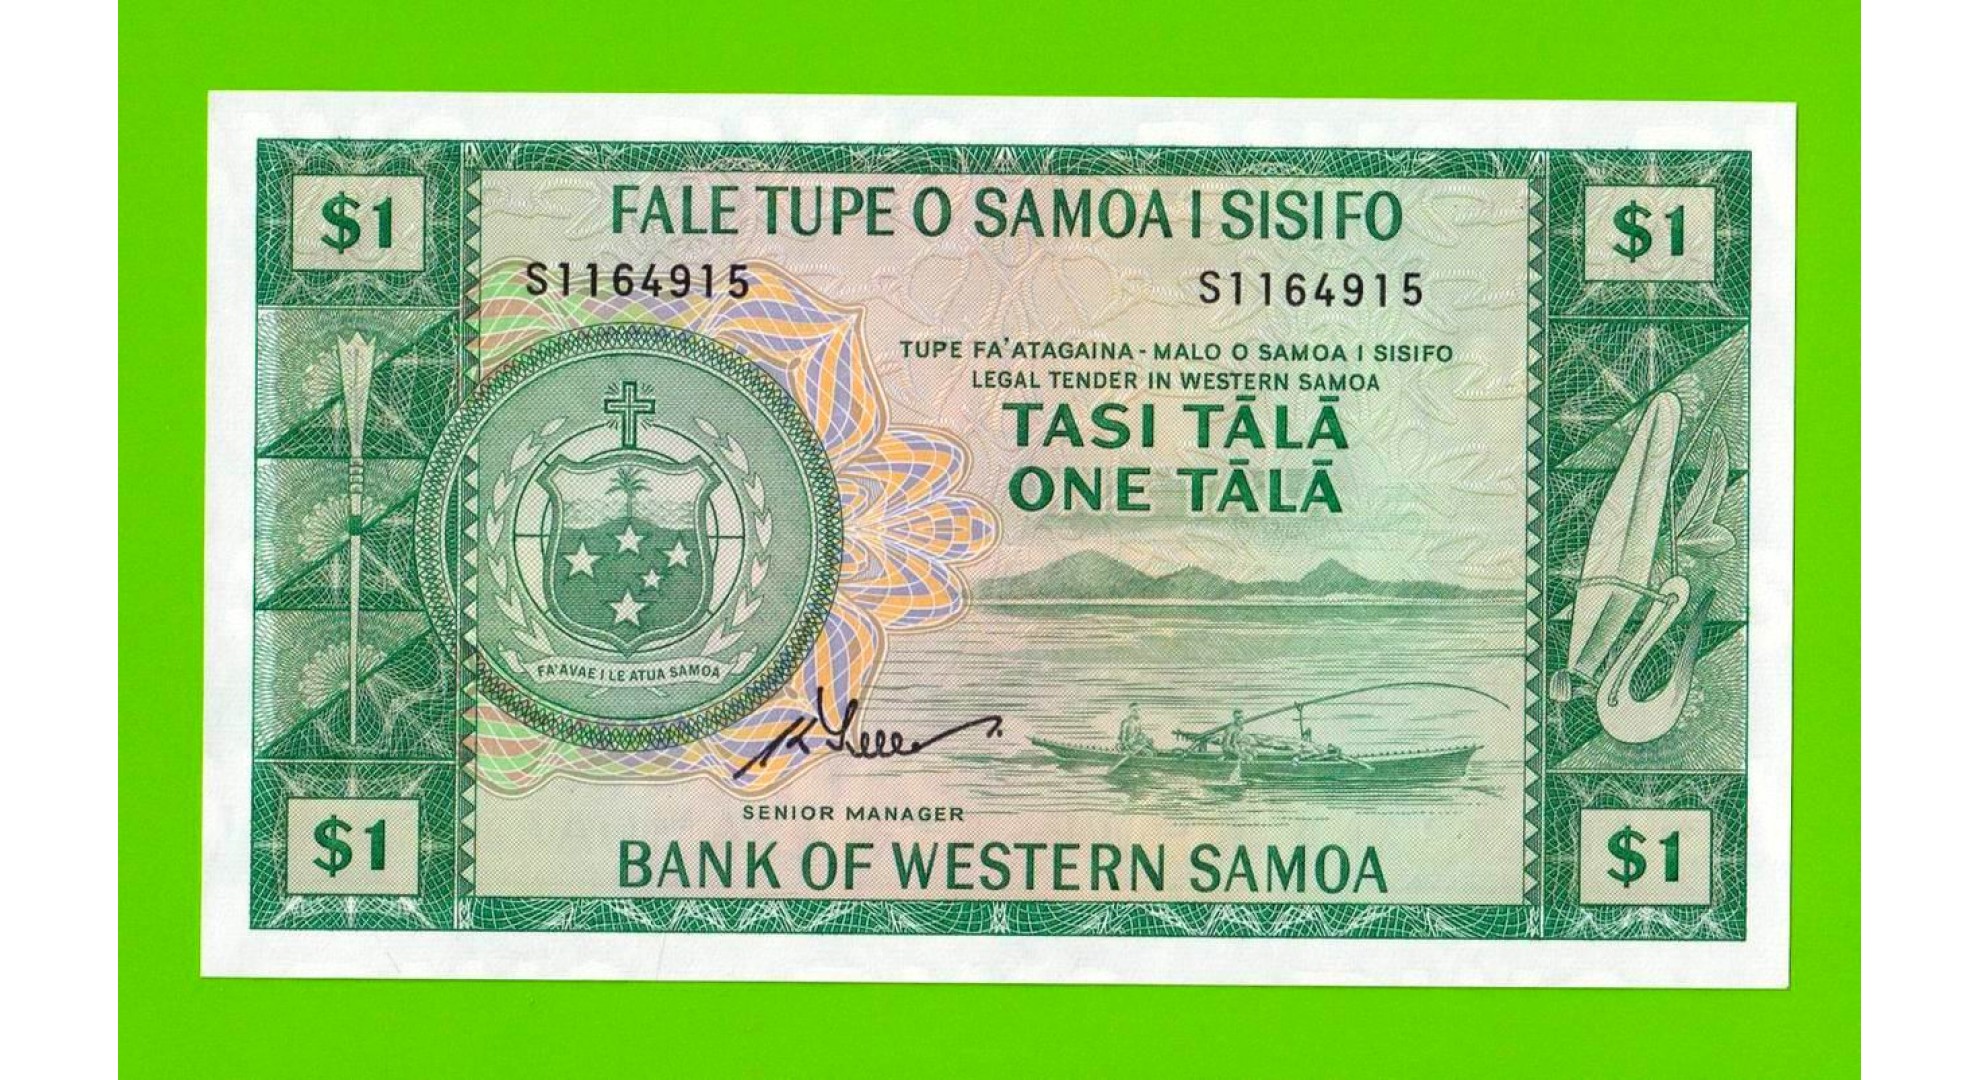 $1
FALE TUPE O SAMOA I SISIFO
$1
S1164915
S1164915
TUPE FA'ATAGAINA - MALO O SAMOA I SISIFO
LEGAL TENDER IN WESTERN SAMOA
TASI TĀLĀ
ONE TĀLĀ
FA'AVAE I LE ATUA SAMOA
SENIOR MANAGER
$1
BANK OF WESTERN SAMOA
$1